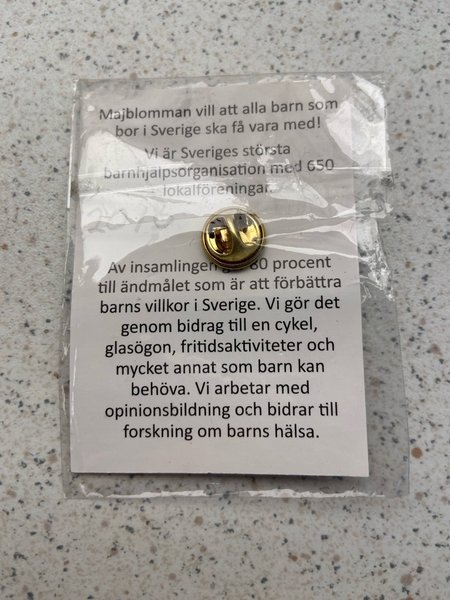 Majblomman vill att alla barn som
bor i Sverige ska få vara med!
Vi är Sveriges största
barnhjälpsorganisation med 650
lokalföreningar.
Av insamlingen 80 procent
till ändmålet som är att förbättra
barns villkor i Sverige. Vi gör det
genom bidrag till en cykel,
glasögon, fritidsaktiviteter och
mycket annat som barn kan
behöva. Vi arbetar med
opinionsbildning och bidrar till
forskning om barns hälsa.